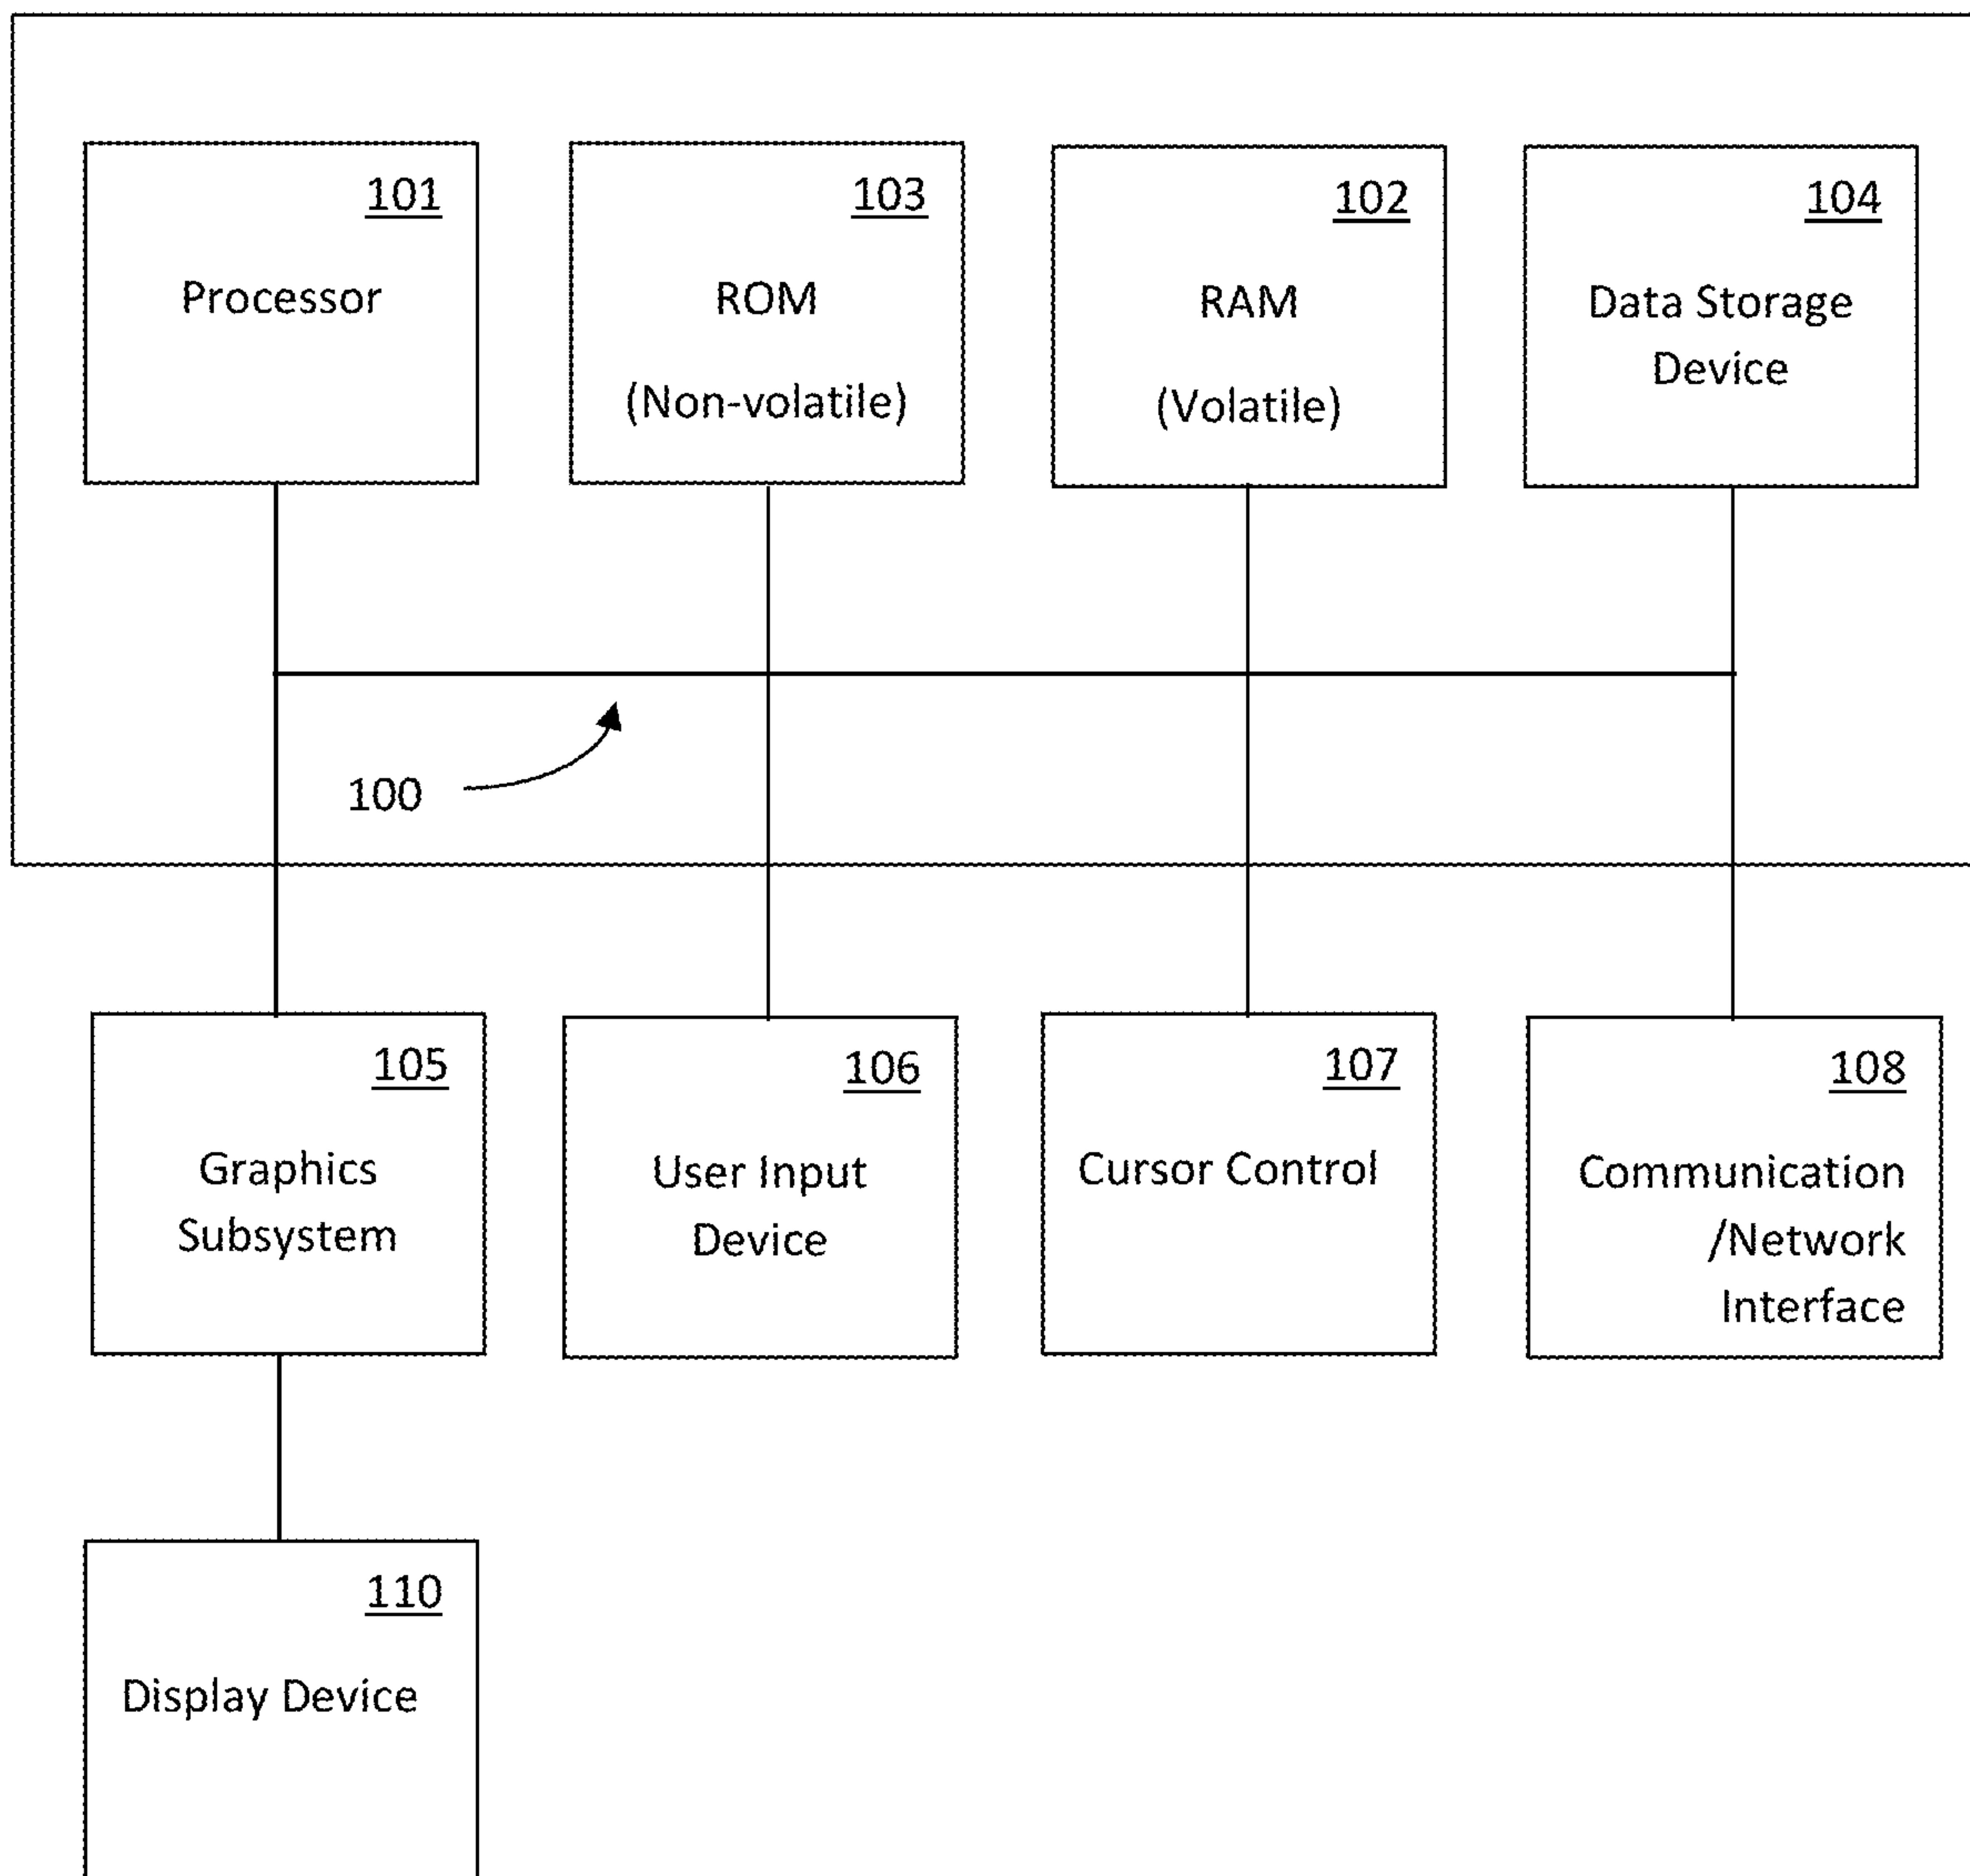 101
Processor
103
ROM
(Non-volatile)
102
RAM
(Volatile)
104
Data Storage
Device
100
105
Graphics
Subsystem
106
User Input
Device
107
Cursor Control
108
Communication
/Network
Interface
110
Display Device